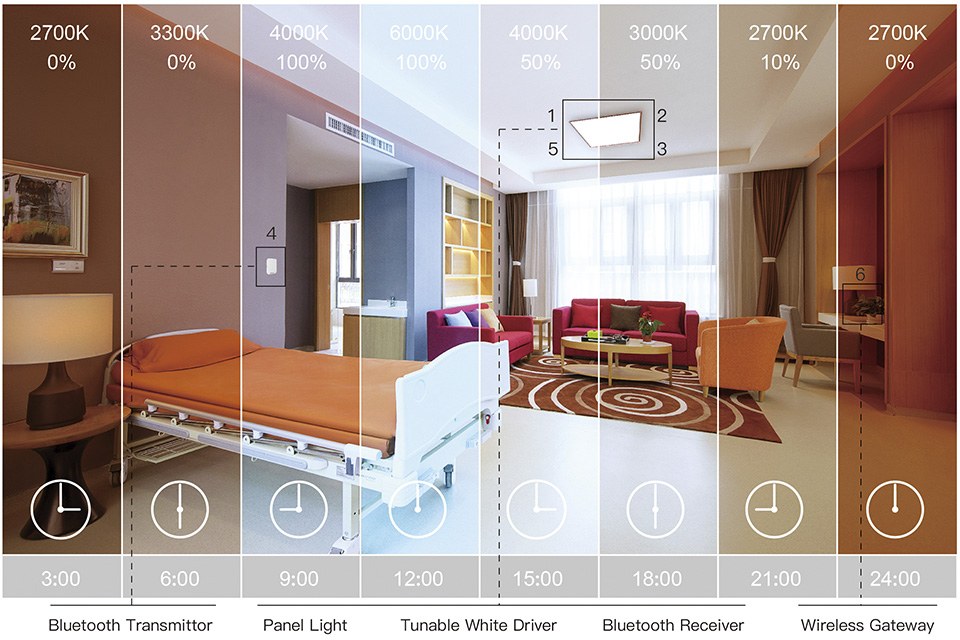 2700K 3300K 4000K 6000K 4000K 3000K 2700K 2700K
0% 0% 100% 100% 50% 50% 10% 0%
1 2
5 3
4
6
3:00 6:00 9:00 12:00 15:00 18:00 21:00 24:00
Bluetooth Transmittor Panel Light Tunable White Driver Bluetooth Receiver Wireless Gateway